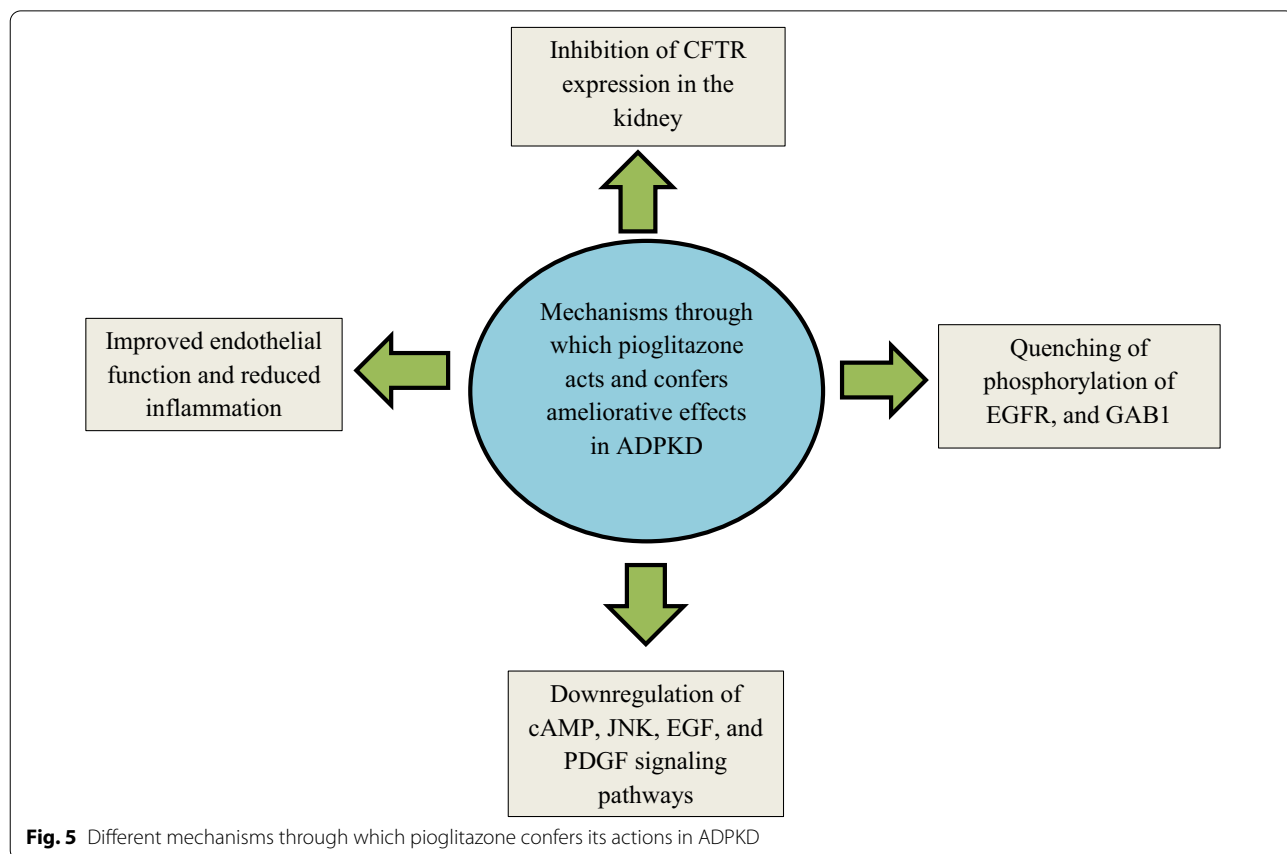 Inhibition of CFTR
expression in the
kidney
Improved endothelial
function and reduced
inflammation
Mechanisms through
which pioglitazone
acts and confers
ameliorative effects
in ADPKD
Quenching of
phosphorylation of
EGFR, and GAB1
Downregulation of
cAMP, JNK, EGF, and
PDGF signaling
pathways
Fig. 5 Different mechanisms through which pioglitazone confers its actions in ADPKD